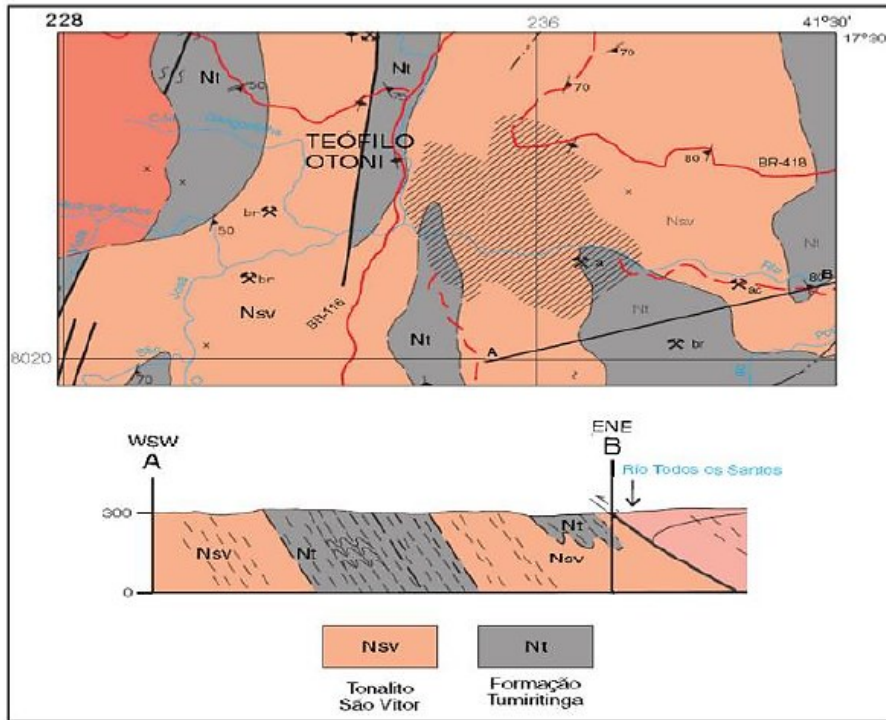 228
236
41°30'
17°30'
Nt
50
Nt
70
70
TEÓFILO
OTONI
80
BR-418
br
50
Nsv
a
Rio
Nt
80
B
br
Nsv
BR-116
Nt
Nt
br
8020
A
70
WSW
A
ENE
B
Rio Todos os Santos
300
Nsv
Nt
Nt
Nsv
0
Nsv
Nt
Tonalito
São Vitor
Formação
Tumiritinga